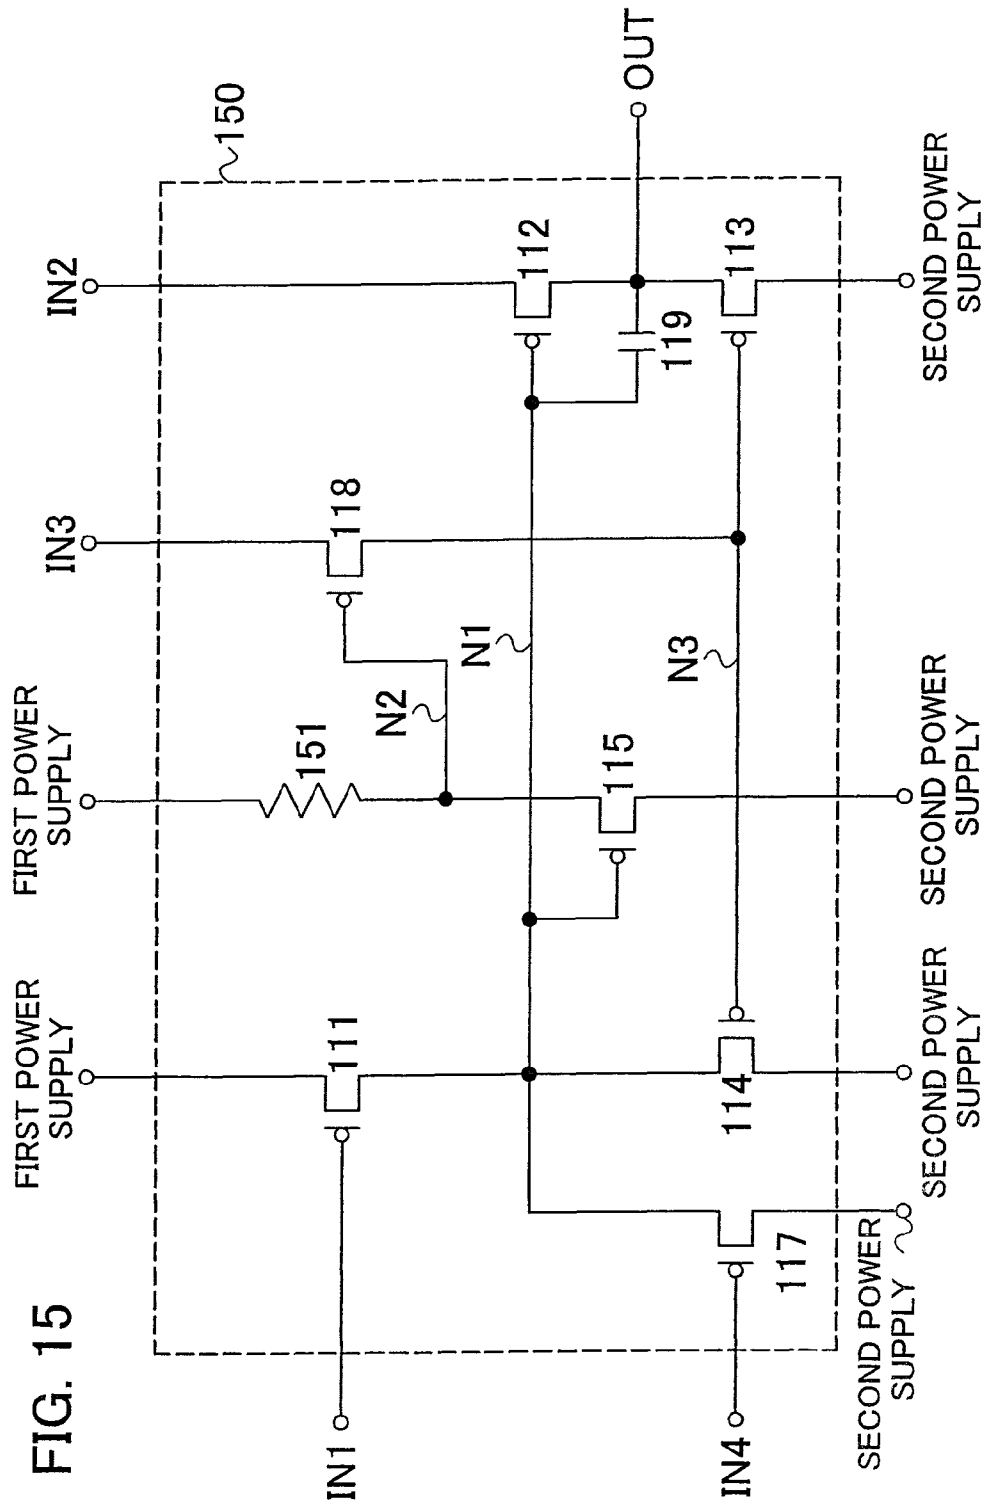 FIG. 15
FIRST POWER
SUPPLY
FIRST POWER
SUPPLY
IN3
IN2
150
IN1
111
151
118
N2
N1
112
119
OUT
115
N3
IN4
117
114
113
SECOND POWER
SUPPLY
SECOND POWER
SUPPLY
SECOND POWER
SUPPLY
SECOND POWER
SUPPLY